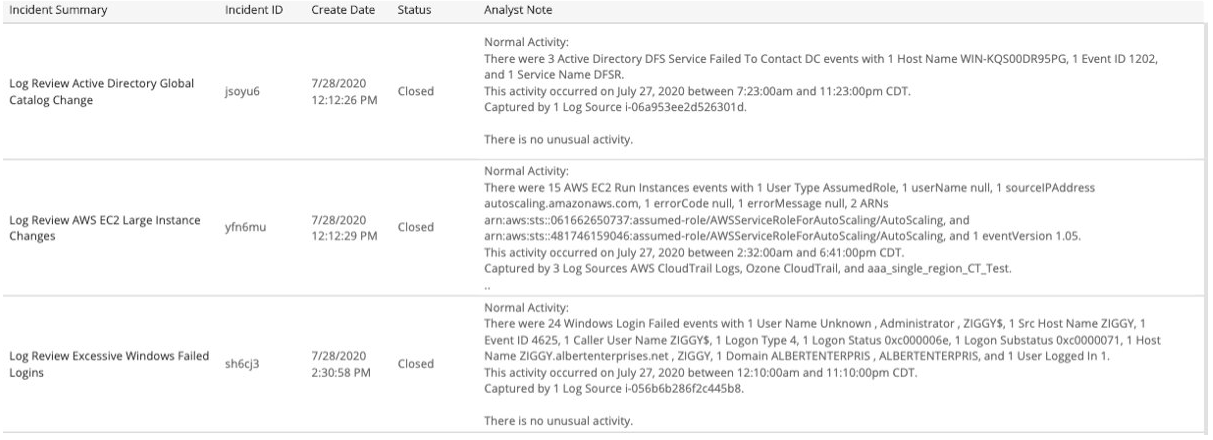 Incident Summary Incident ID Create Date Status Analyst Note
Normal Activity:
There were 3 Active Directory DFS Service Failed To Contact DC events with 1 Host Name WIN-KQS00DR95PG, 1 Event ID 1202,
and 1 Service Name DFSR.
Log Review Active Directory Global
Catalog Change
jsoyu6
7/28/2020
12:12:26 PM
Closed
This activity occurred on July 27, 2020 between 7:23:00am and 11:23:00pm CDT.
Captured by 1 Log Source i-06a953ee2d526301d.
There is no unusual activity.
Normal Activity:
There were 15 AWS EC2 Run Instances events with 1 User Type AssumedRole, 1 userName null, 1 sourceIPAddress
autoscaling.amazonaws.com, 1 errorCode null, 1 errorMessage null, 2 ARNs
Log Review AWS EC2 Large Instance
Changes
yfn6mu
7/28/2020
12:12:29 PM
Closed
arn:aws:sts::061662650737:assumed-role/AWSServiceRoleForAutoScaling/AutoScaling, and
arn:aws:sts::481746159046:assumed-role/AWSServiceRoleForAutoScaling/AutoScaling, and 1 eventVersion 1.05.
This activity occurred on July 27, 2020 between 2:32:00am and 6:41:00pm CDT.
Captured by 3 Log Sources AWS CloudTrail Logs, Ozone CloudTrail, and aaa_single_region_CT_Test.
..
Normal Activity:
There were 24 Windows Login Failed events with 1 User Name Unknown , Administrator , ZIGGY$, 1 Src Host Name ZIGGY, 1
Event ID 4625, 1 Caller User Name ZIGGY$, 1 Logon Type 4, 1 Logon Status 0xc000006e, 1 Logon Substatus 0xc0000071, 1 Host
Log Review Excessive Windows Failed
Logins
sh6cj3
7/28/2020
2:30:58 PM
Closed
Name ZIGGY.albertenterprises.net , ZIGGY, 1 Domain ALBERTENTERPRIS , ALBERTENTERPRIS, and 1 User Logged In 1.
This activity occurred on July 27, 2020 between 12:10:00am and 11:10:00pm CDT.
Captured by 1 Log Source i-056b6b286f2c445b8.
There is no unusual activity.